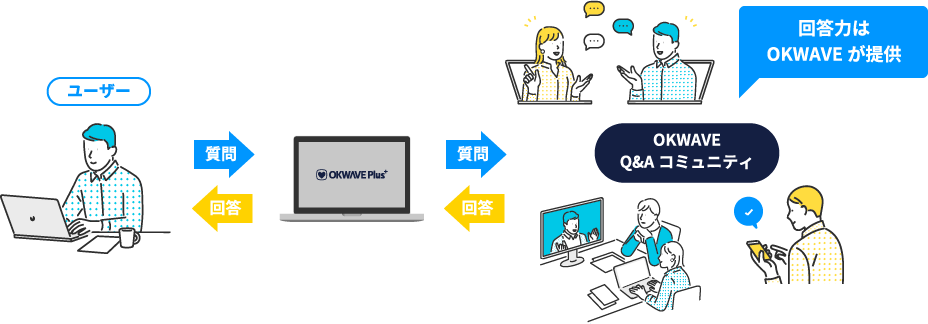 回答力は
OKWAVE が提供
ユーザー
質問
回答
OKWAVE Plus+
質問
回答
OKWAVE
Q&A コミュニティ